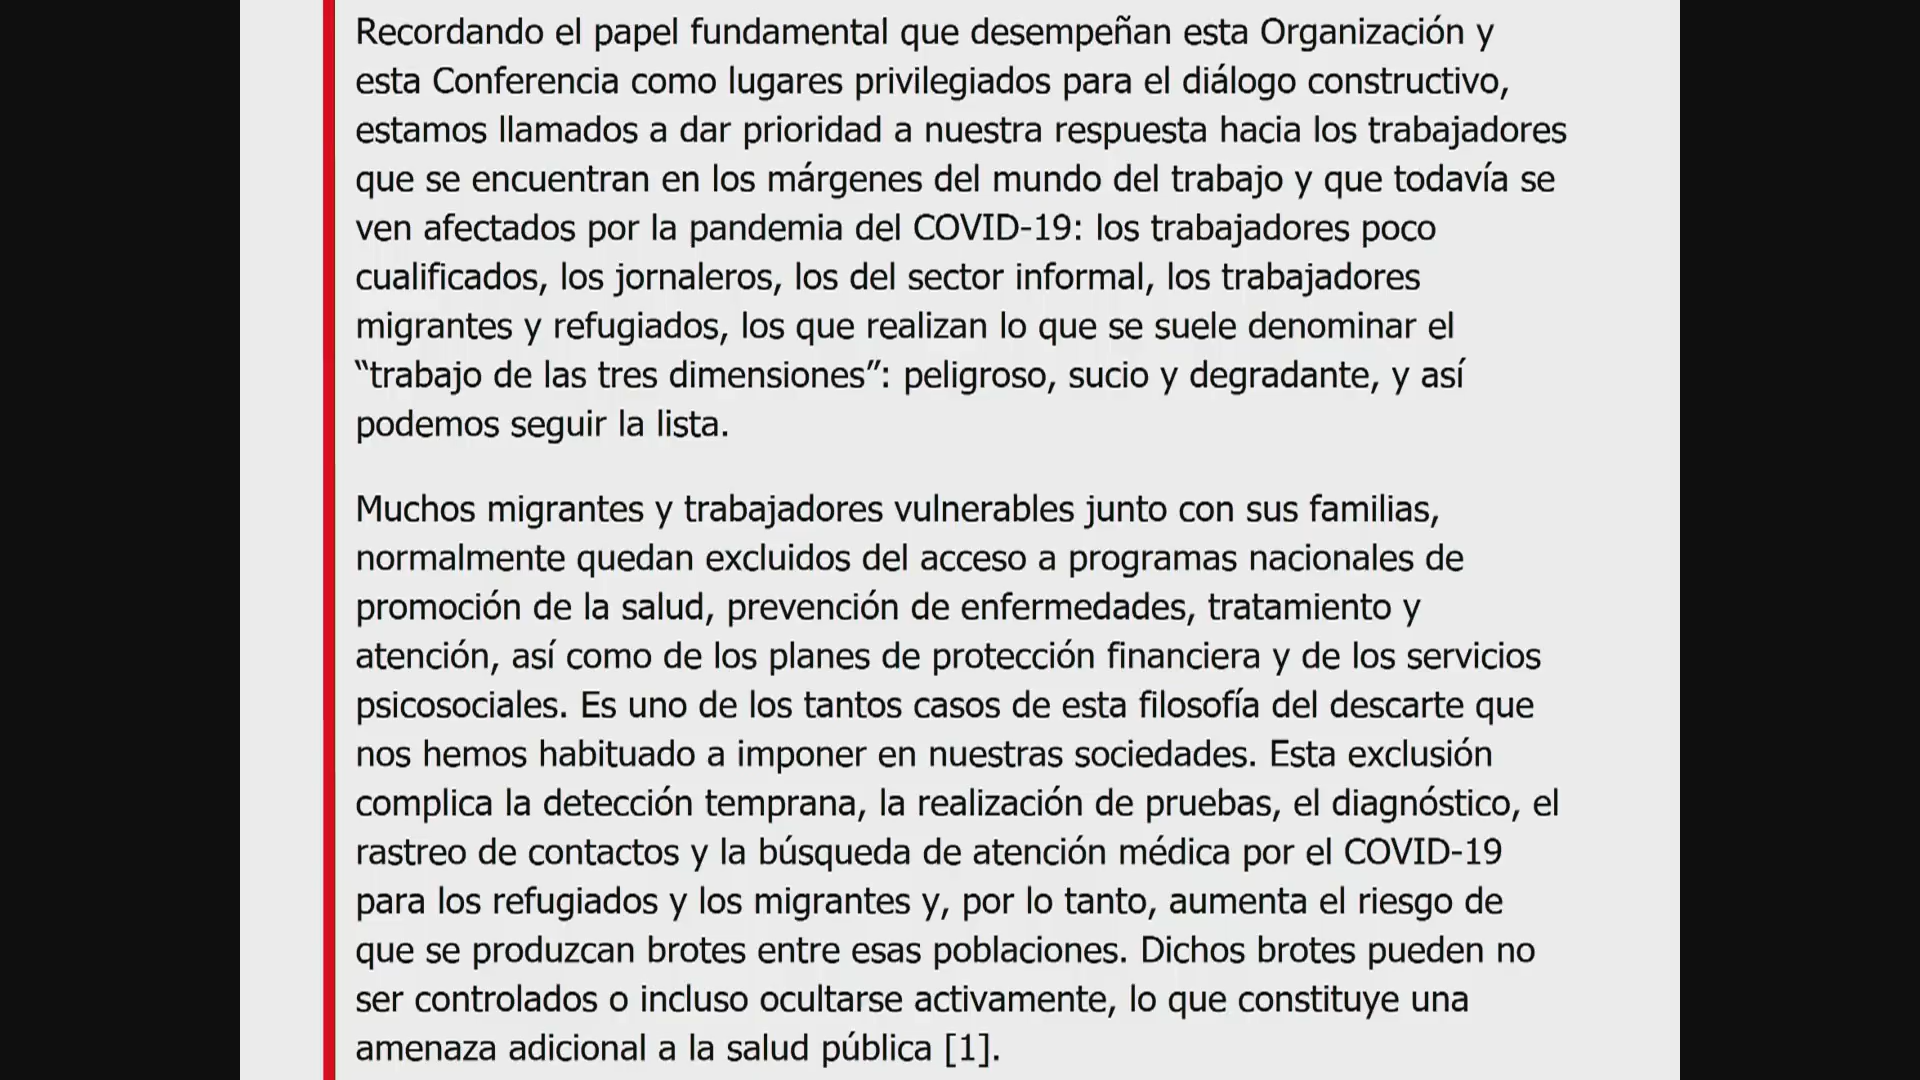 Recordando el papel fundamental que desempeñan esta Organización y
esta Conferencia como lugares privilegiados para el diálogo constructivo,
estamos llamados a dar prioridad a nuestra respuesta hacia los trabajadores
que se encuentran en los márgenes del mundo del trabajo y que todavía se
ven afectados por la pandemia del COVID-19: los trabajadores poco
cualificados, los jornaleros, los del sector informal, los trabajadores
migrantes y refugiados, los que realizan lo que se suele denominar el
“trabajo de las tres dimensiones”: peligroso, sucio y degradante, y así
podemos seguir la lista.
Muchos migrantes y trabajadores vulnerables junto con sus familias,
normalmente quedan excluidos del acceso a programas nacionales de
promoción de la salud, prevención de enfermedades, tratamiento y
atención, así como de los planes de protección financiera y de los servicios
psicosociales. Es uno de los tantos casos de esta filosofía del descarte que
nos hemos habituado a imponer en nuestras sociedades. Esta exclusión
complica la detección temprana, la realización de pruebas, el diagnóstico, el
rastreo de contactos y la búsqueda de atención médica por el COVID-19
para los refugiados y los migrantes y, por lo tanto, aumenta el riesgo de
que se produzcan brotes entre esas poblaciones. Dichos brotes pueden no
ser controlados o incluso ocultarse activamente, lo que constituye una
amenaza adicional a la salud pública [1].